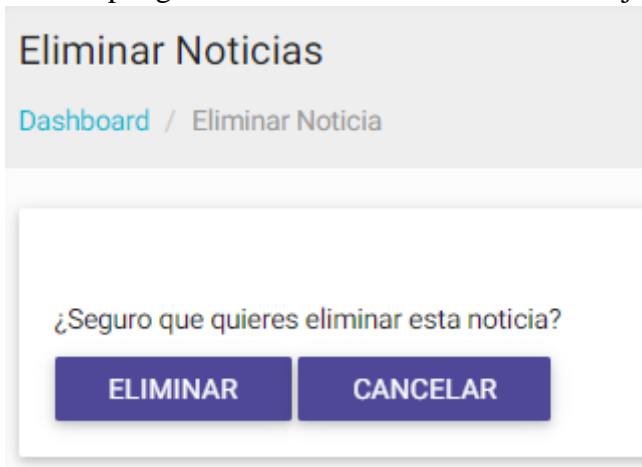 Eliminar Noticias
Dashboard / Eliminar Noticia
¿Seguro que quieres eliminar esta noticia?
ELIMINAR CANCELAR